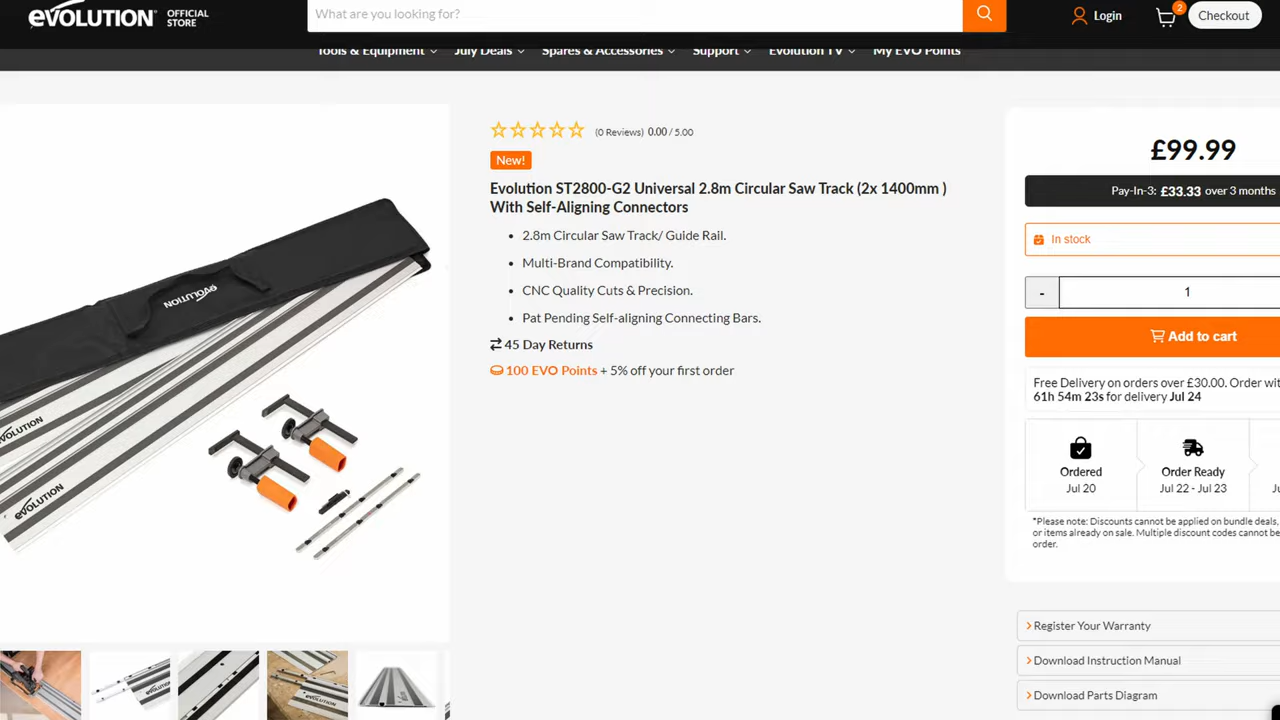 evolution OFFICIAL
STORE
What are you looking for?
Login
2
Checkout
Tools & Equipment
July Deals
Spares & Accessories
Support
Evolution TV
My EVO Points
(0 Reviews) 0.00 / 5.00
New!
Evolution ST2800-G2 Universal 2.8m Circular Saw Track (2x 1400mm )
With Self-Aligning Connectors
• 2.8m Circular Saw Track/ Guide Rail.
• Multi-Brand Compatibility.
• CNC Quality Cuts & Precision.
• Pat Pending Self-aligning Connecting Bars.
45 Day Returns
100 EVO Points + 5% off your first order
EVOLUTION
EVOLUTION
EVOLUTION
EVOLUTION
£99.99
Pay-In-3: £33.33 over 3 months
In stock
- 1
Add to cart
Free Delivery on orders over £30.00. Order
61h 54m 23s for delivery Jul 24
Ordered
Jul 20
Order Ready
Jul 22 - Jul 23
*Please note: Discounts cannot be applied on bundle deals,
or items already on sale. Multiple discount codes cannot be
order.
Register Your Warranty
Download Instruction Manual
Download Parts Diagram